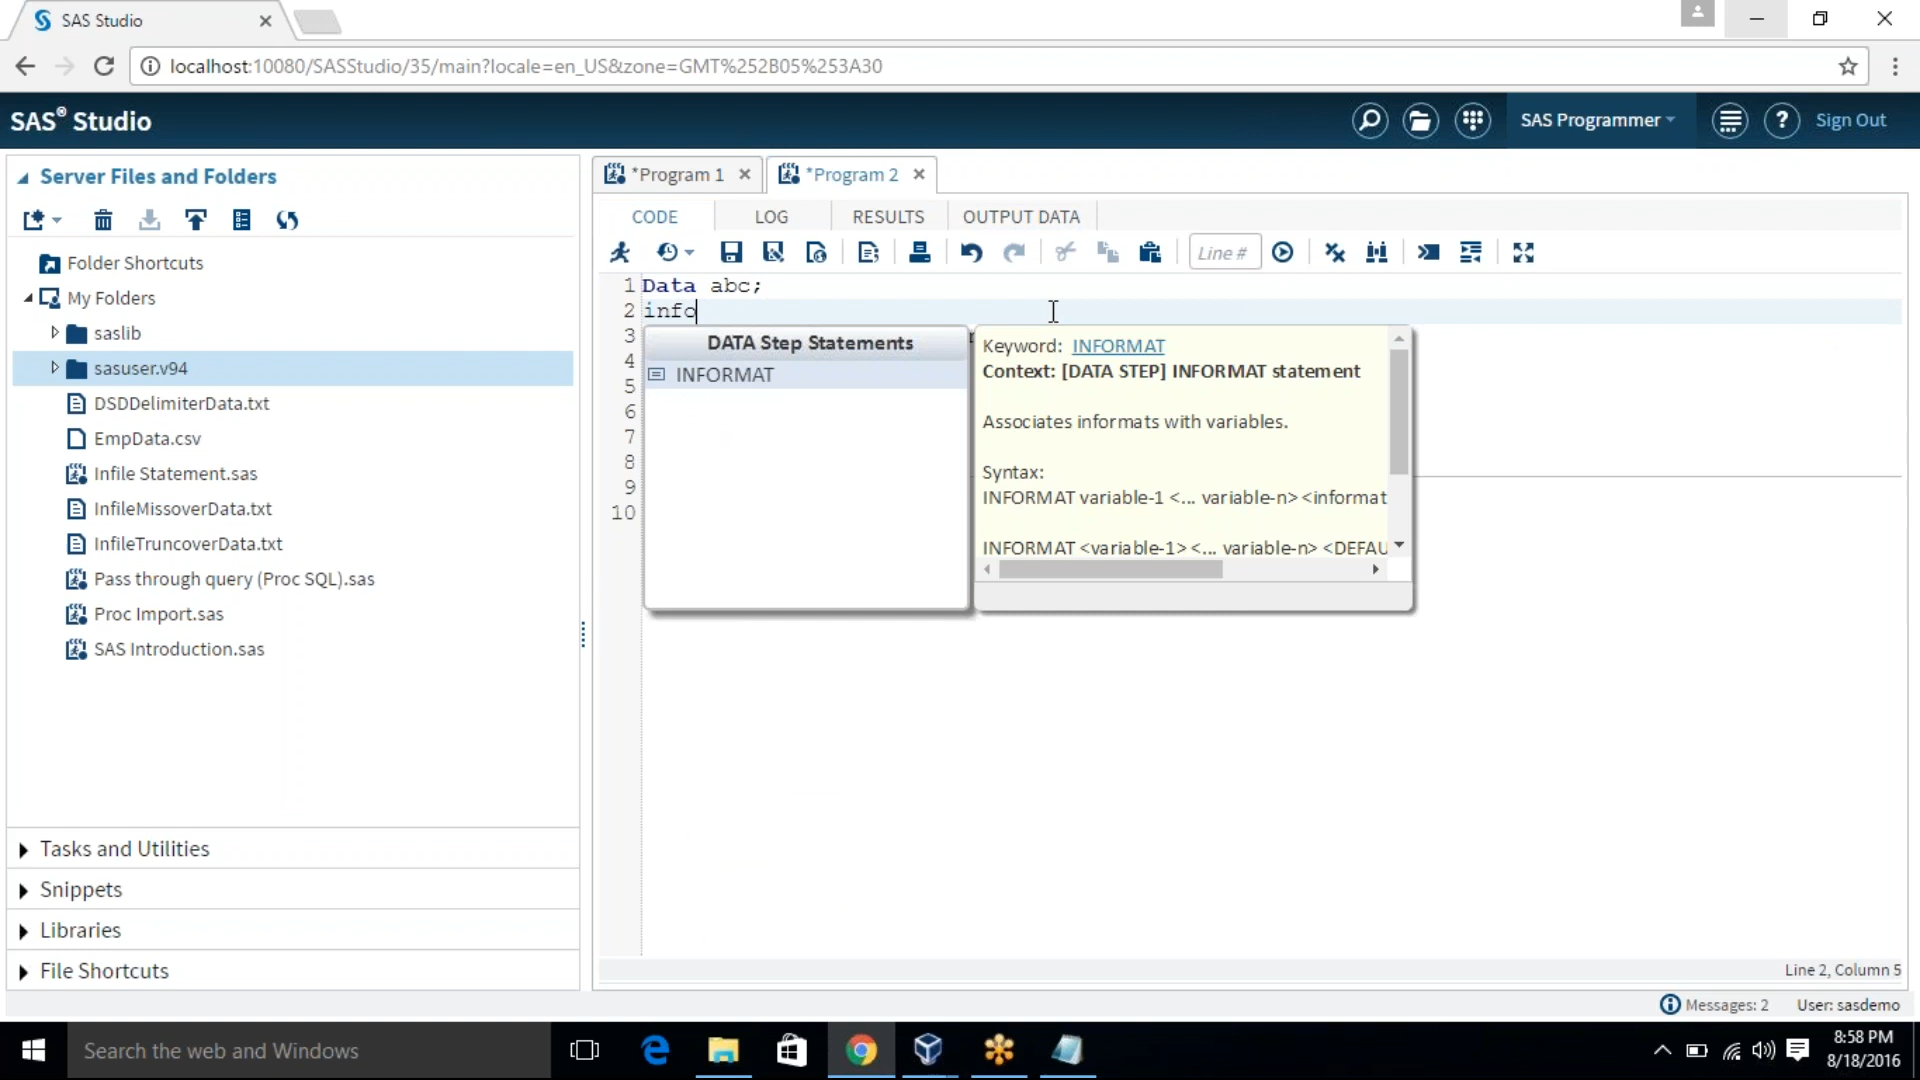 SAS Studio
localhost:10080/SASStudio/35/main?locale=en_US&zone=GMT%252B05%253A30
SAS® Studio
SAS Programmer
?
Sign Out
Server Files and Folders
Folder Shortcuts
My Folders
saslib
sasuser.v94
DSDDelimiterData.txt
EmpData.csv
Infile Statement.sas
InfileMissoverData.txt
InfileTruncoverData.txt
Pass through query (Proc SQL).sas
Proc Import.sas
SAS Introduction.sas
Tasks and Utilities
Snippets
Libraries
File Shortcuts
*Program 1
*Program 2
CODE LOG RESULTS OUTPUT DATA
Line #
1 Data abc;
2 info
3
4
5
6
7
8
9
10
DATA Step Statements
INFORMAT
Keyword: INFORMAT
Context: [DATA STEP] INFORMAT statement
Associates informats with variables.
Syntax:
INFORMAT variable-1 <... variable-n> <informat
INFORMAT <variable-1> <... variable-n> <DEFAU
Line 2, Column 5
Messages: 2 User: sasdemo
Search the web and Windows
8:58 PM
8/18/2016